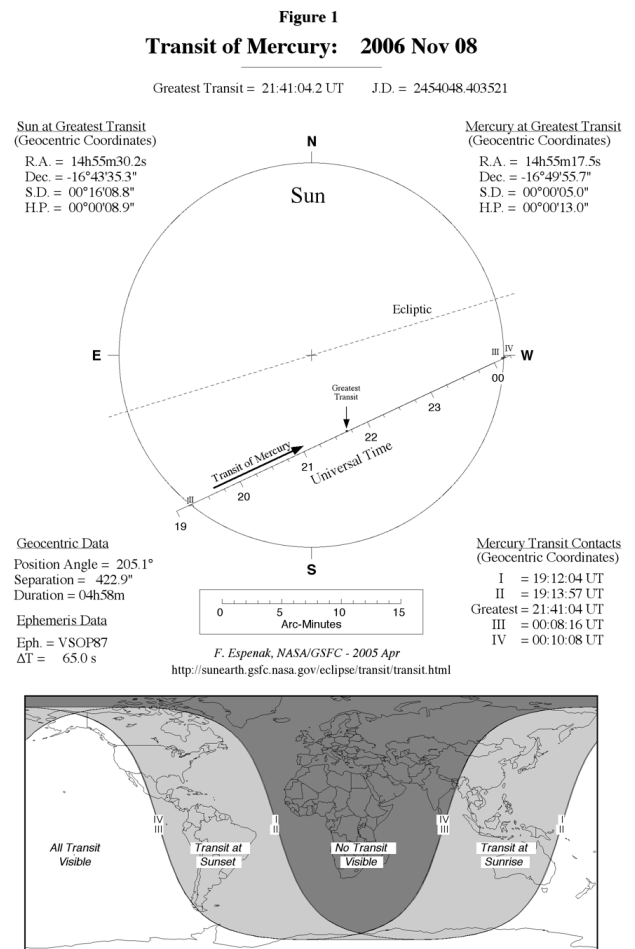 Figure 1
Transit of Mercury: 2006 Nov 08
Greatest Transit = 21:41:04.2 UT J.D. = 2454048.403521
Sun at Greatest Transit
(Geocentric Coordinates)
R.A. = 14h55m30.2s
Dec. = -16°43'35.3"
S.D. = 00°16'08.8"
H.P. = 00°00'08.9"
Mercury at Greatest Transit
(Geocentric Coordinates)
R.A. = 14h55m17.5s
Dec. = -16°49'55.7"
S.D. = 00°00'05.0"
H.P. = 00°00'13.0"
N
Sun
Ecliptic
E
III
IV
W
00
Greatest
Transit
23
22
Transit of Mercury
21
Universal Time
20
19
S
Geocentric Data
Position Angle = 205.1°
Separation = 422.9"
Duration = 04h58m
Ephemeris Data
Eph. = VSOP87
ΔT = 65.0 s
0 5 10 15
Arc-Minutes
Mercury Transit Contacts
(Geocentric Coordinates)
I = 19:12:04 UT
II = 19:13:57 UT
Greatest = 21:41:04 UT
III = 00:08:16 UT
IV = 00:10:08 UT
F. Espenak, NASA/GSFC - 2005 Apr
http://sunearth.gsfc.nasa.gov/eclipse/transit/transit.html
IV
III
I
II
IV
III
I
II
All Transit
Visible
Transit at
Sunset
No Transit
Visible
Transit at
Sunrise